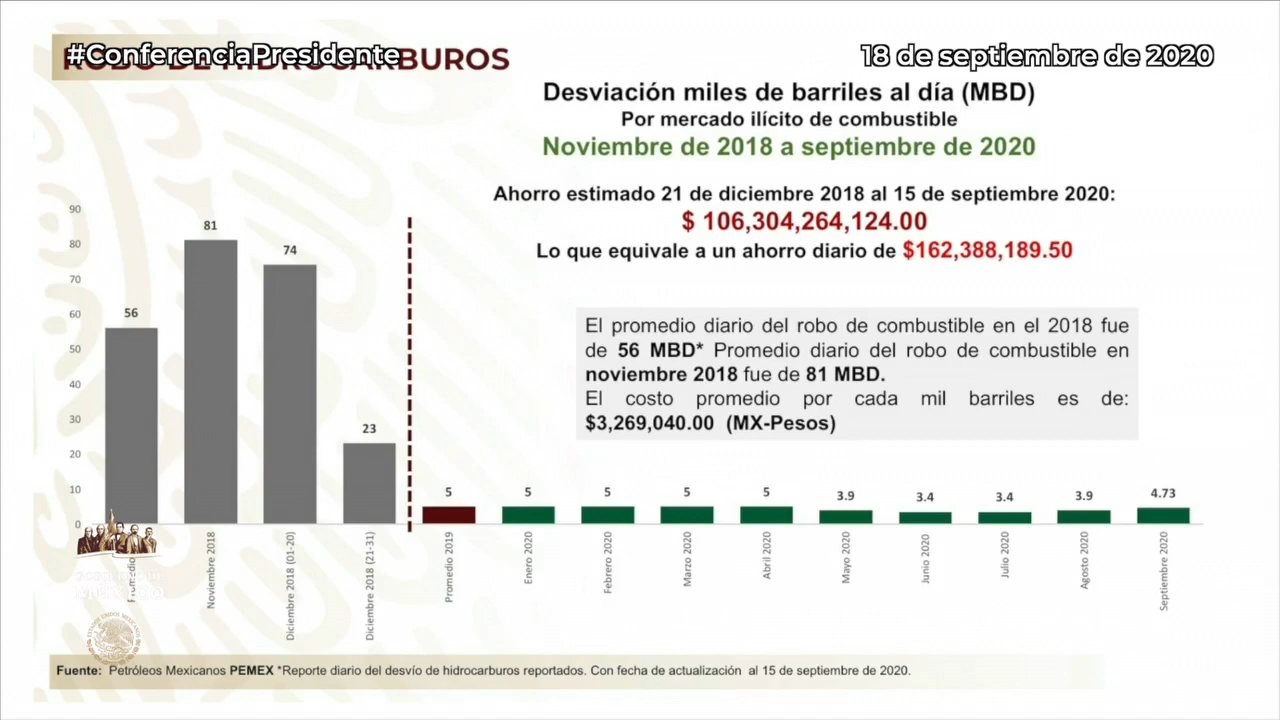 #ConferenciaPresidente
18 de septiembre de 2020
ROBO DE HIDROCARBUROS
Desviación miles de barriles al día (MBD)
Por mercado ilícito de combustible
Noviembre de 2018 a septiembre de 2020
Ahorro estimado 21 de diciembre 2018 al 15 de septiembre 2020:
$ 106,304,264,124.00
Lo que equivale a un ahorro diario de $162,388,189.50
El promedio diario del robo de combustible en el 2018 fue
de 56 MBD* Promedio diario del robo de combustible en
noviembre 2018 fue de 81 MBD.
El costo promedio por cada mil barriles es de:
$3,269,040.00 (MX-Pesos)
90
80
70
60
50
40
30
20
10
0
56
81
74
23
5
5
5
5
5
3.9
3.4
3.4
3.9
4.73
Promedio
Noviembre 2018
Diciembre 2018 (01-20)
Diciembre 2018 (21-31)
Promedio 2019
Enero 2020
Febrero 2020
Marzo 2020
Abril 2020
Mayo 2020
Junio 2020
Julio 2020
Agosto 2020
Septiembre 2020
MÉXICO
Fuente: Petróleos Mexicanos PEMEX *Reporte diario del desvío de hidrocarburos reportados. Con fecha de actualización al 15 de septiembre de 2020.